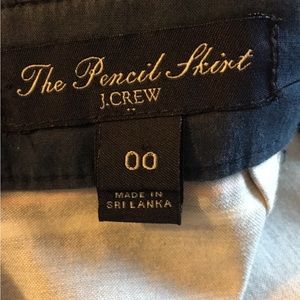 The Pencil Skirt
J.CREW
00
MADE IN
SRI LANKA